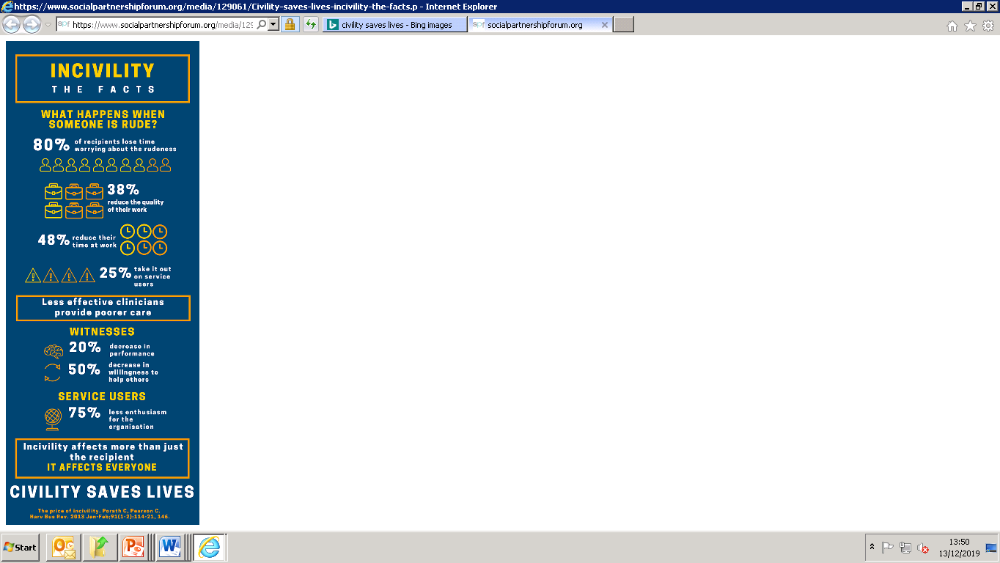 https://www.socialpartnershipforum.org/media/129061/Civility-saves-lives-incivility-the-facts.p - Internet Explorer
spf https://www.socialpartnershipforum.org/media/129
civility saves lives - Bing images
spf socialpartnershipforum.org
INCIVILITY
THE FACTS
WHAT HAPPENS WHEN
SOMEONE IS RUDE?
80% of recipients lose time
worrying about the rudeness
38%
reduce the quality
of their work
48% reduce their
time at work
25% take it out
on service
users
Less effective clinicians
provide poorer care
WITNESSES
20% decrease in
performance
50% decrease in
willingness to
help others
SERVICE USERS
75% less enthusiasm
for the
organisation
Incivility affects more than just
the recipient
IT AFFECTS EVERYONE
CIVILITY SAVES LIVES
The price of incivility. Porath C, Pearson C.
Harv Bus Rev. 2013 Jan-Feb;91(1-2):114-21, 146.
Start
13:50
13/12/2019